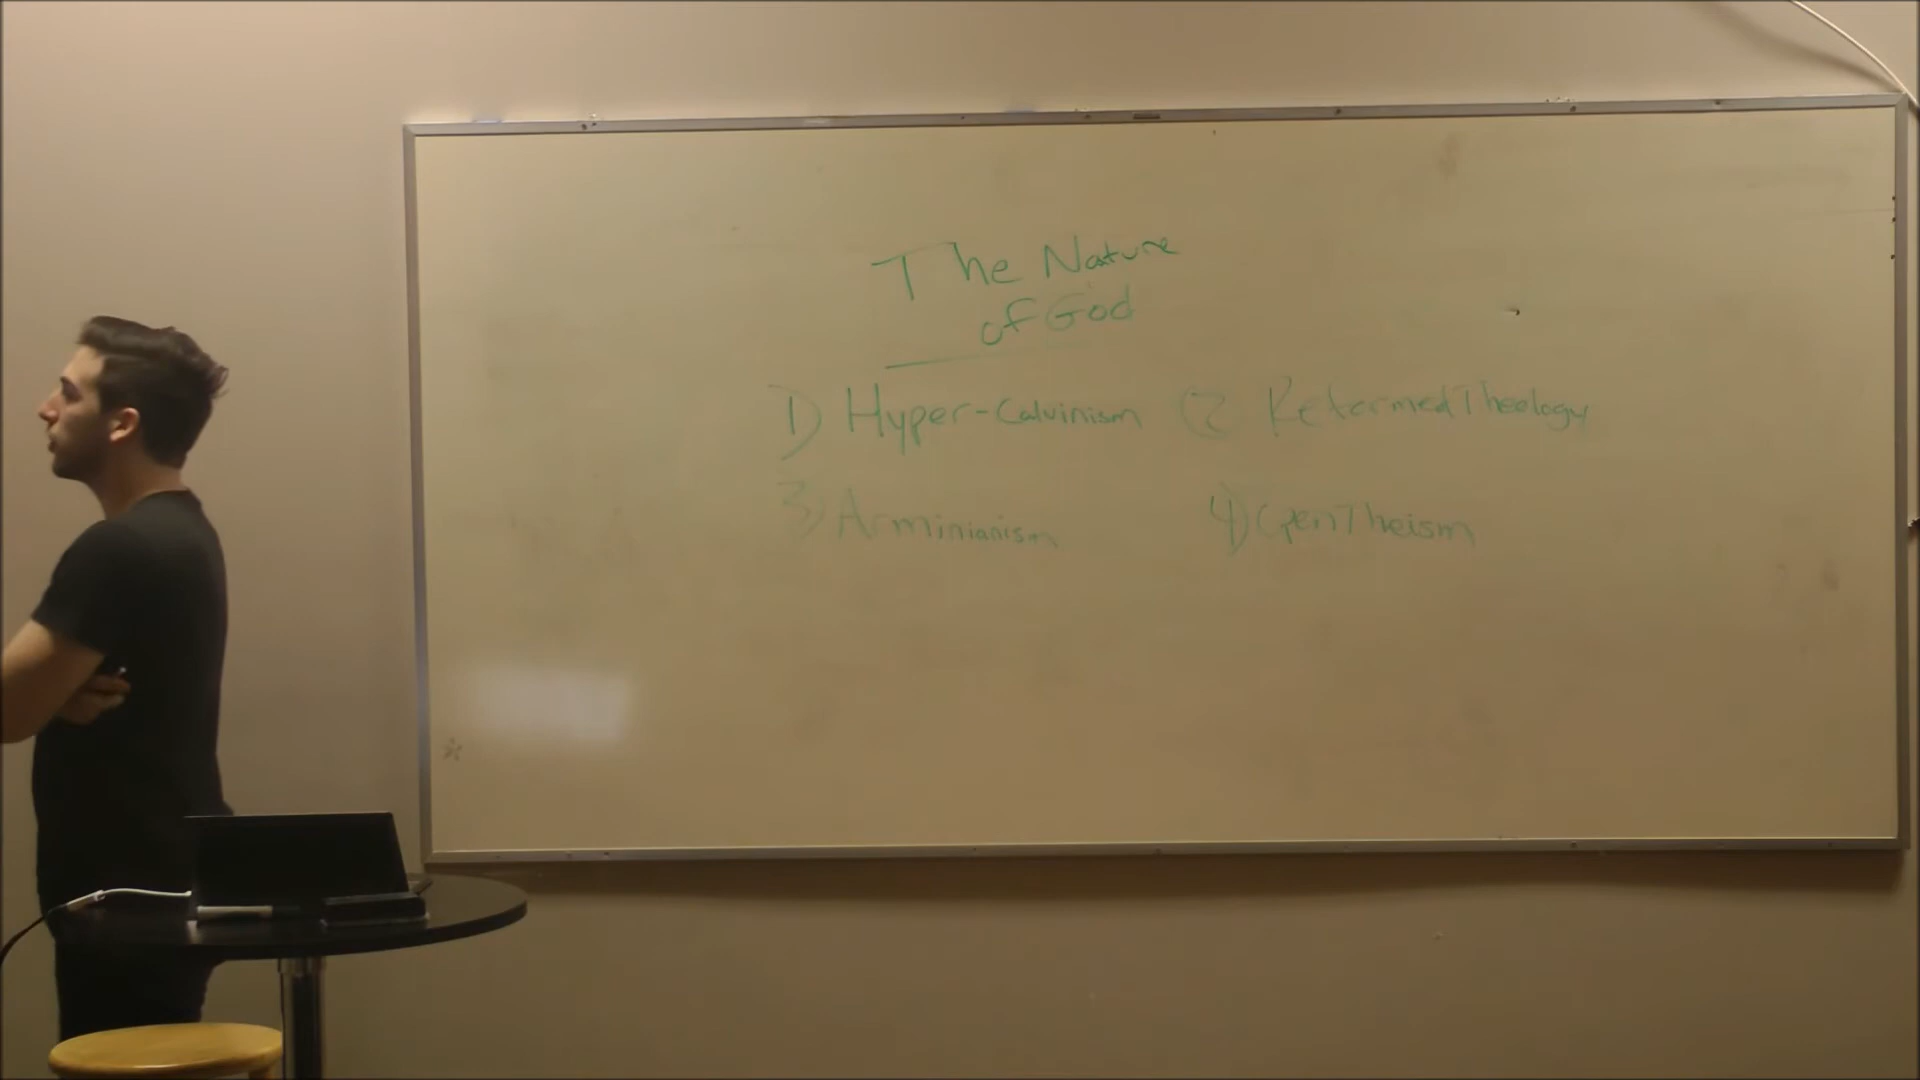 The Nature
of God
1) Hyper-Calvinism 2 Reformed Theology
3) Arminianism 4) Open Theism